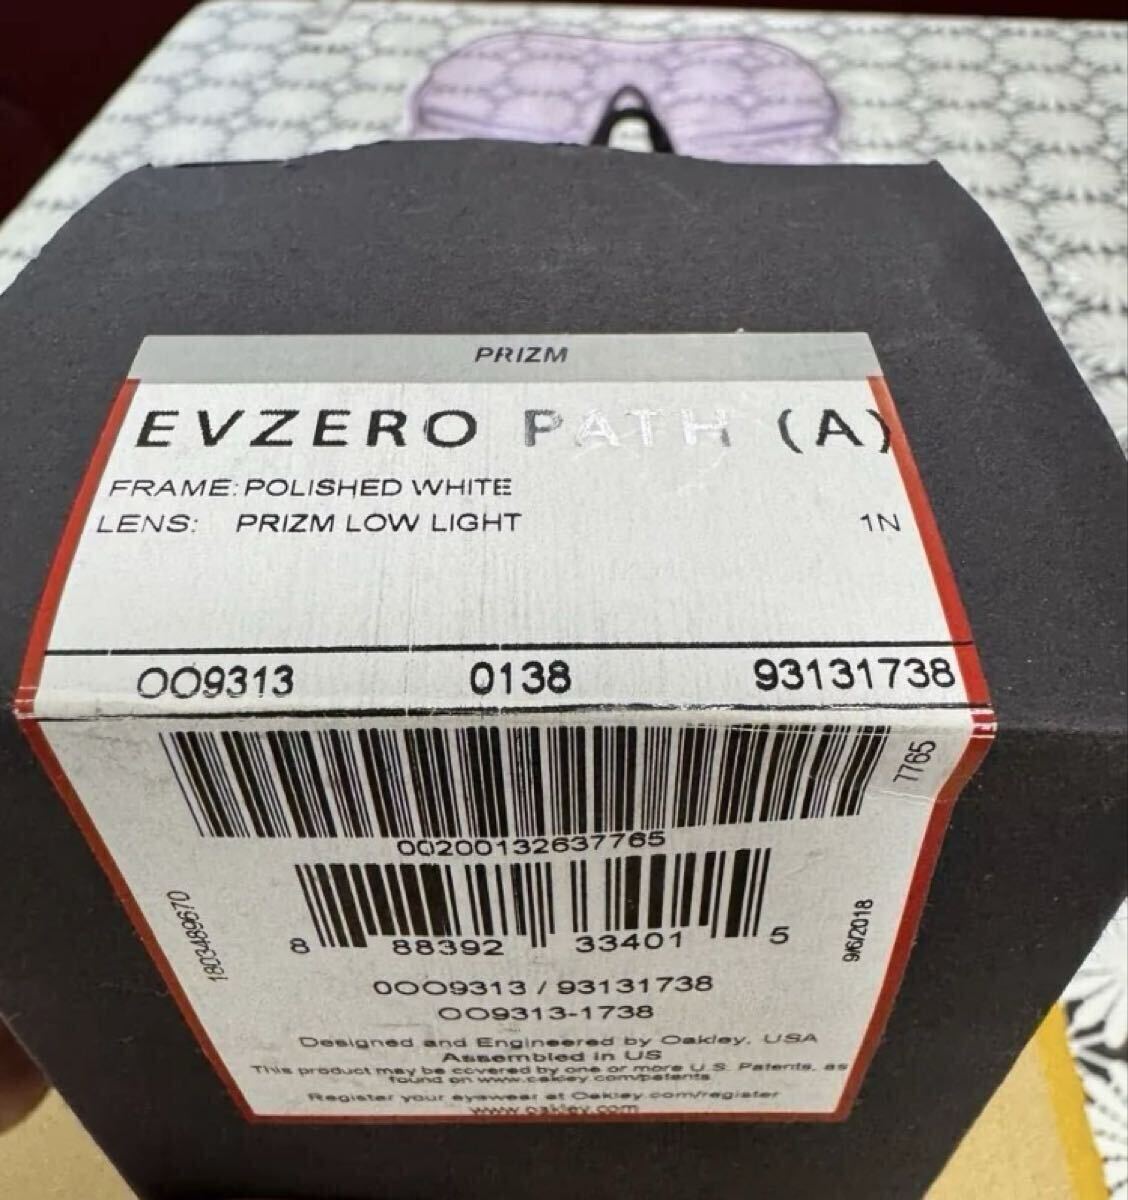 PRIZM
EVZERO PATH (A)
FRAME: POLISHED WHITE
LENS: PRIZM LOW LIGHT 1N
OO9313 0138 93131738
7765
00200132637765
1803489670
8 88392 33401 5
9/6/2018
0OO9313 / 93131738
OO9313-1738
Designed and Engineered by Oakley, USA
Assembled in US
This product may be covered by one or more U.S. Patents, as
found on www.oakley.com/patents
Register your eyewear at Oakley.com/register
www.oakley.com